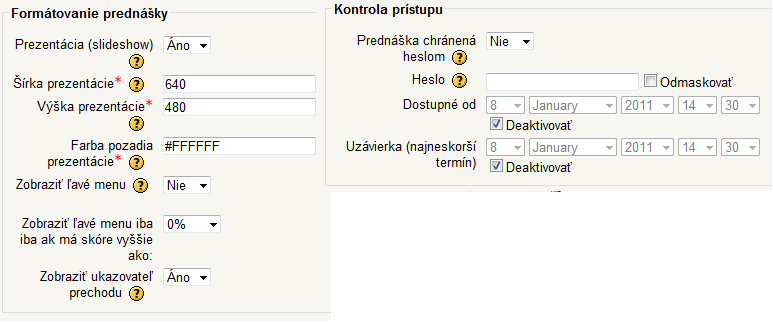 Formátovanie prednášky
Prezentácia (slideshow) Áno
Šírka prezentácie* 640
Výška prezentácie* 480
Farba pozadia
prezentácie* #FFFFFF
Zobraziť ľavé menu Nie
Zobraziť ľavé menu iba 0%
iba ak má skóre vyššie
ako:
Zobraziť ukazovateľ Áno
prechodu
Kontrola prístupu
Prednáška chránená Nie
heslom
Heslo Odmaskovať
Dostupné od 8 January 2011 14 30
Deaktivovať
Uzávierka (najneskorší 8 January 2011 14 30
termín) Deaktivovať